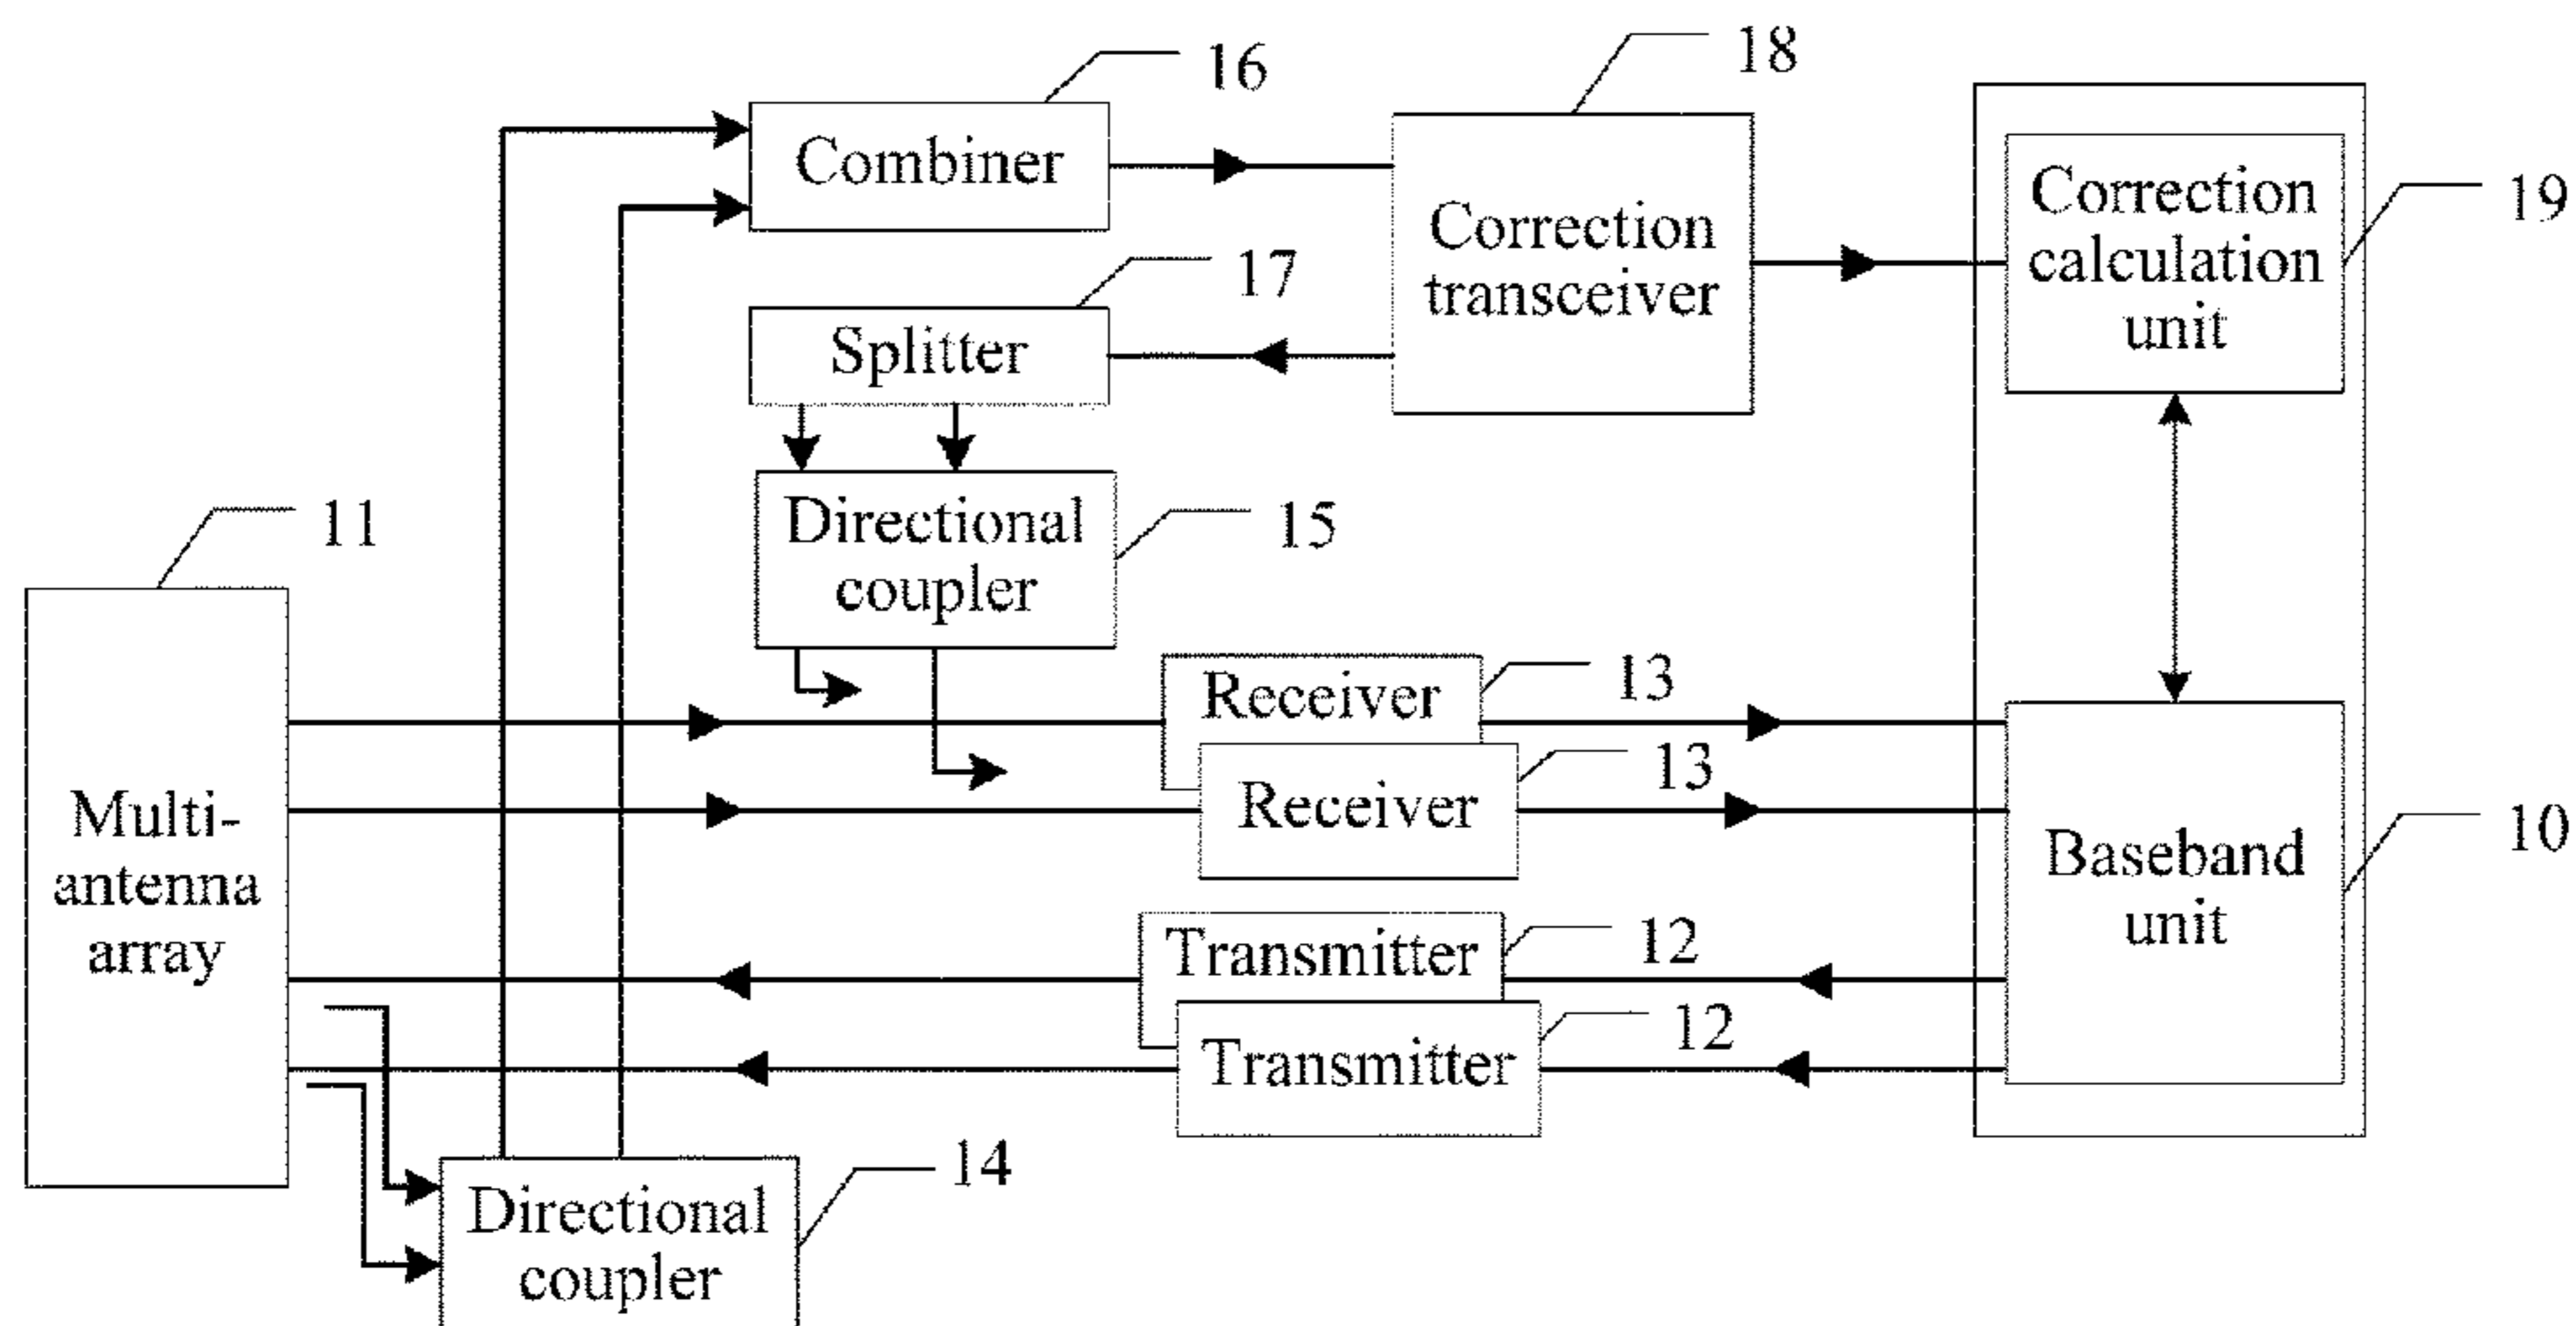 16
18
Combiner
Correction
calculation
unit
19
Correction
transceiver
17
Splitter
Directional
coupler
15
11
Receiver
13
Receiver
13
Multi-
antenna
array
Baseband
unit
10
Transmitter
12
Transmitter
12
14
Directional
coupler